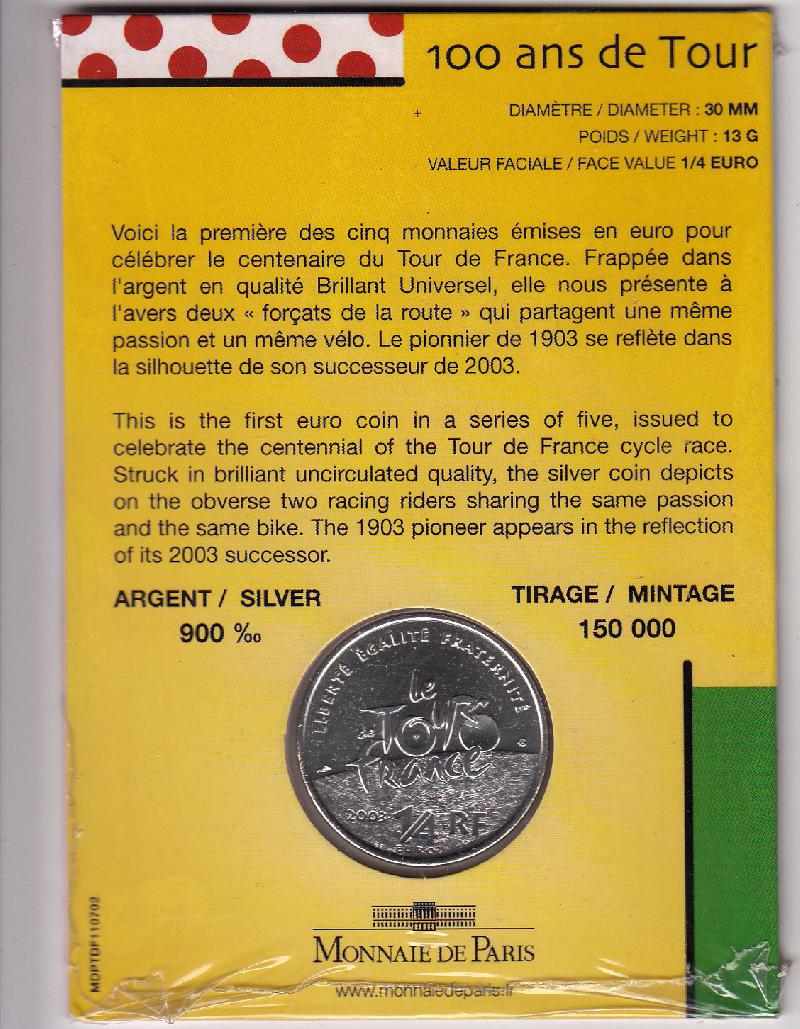 100 ans de Tour
DIAMÈTRE / DIAMETER : 30 MM
POIDS / WEIGHT : 13 G
VALEUR FACIALE / FACE VALUE 1/4 EURO
Voici la première des cinq monnaies émises en euro pour
célébrer le centenaire du Tour de France. Frappée dans
l'argent en qualité Brillant Universel, elle nous présente à
l'avers deux « forçats de la route » qui partagent une même
passion et un même vélo. Le pionnier de 1903 se reflète dans
la silhouette de son successeur de 2003.
This is the first euro coin in a series of five, issued to
celebrate the centennial of the Tour de France cycle race.
Struck in brilliant uncirculated quality, the silver coin depicts
on the obverse two racing riders sharing the same passion
and the same bike. The 1903 pioneer appears in the reflection
of its 2003 successor.
ARGENT / SILVER
900 ‰
TIRAGE / MINTAGE
150 000
LIBERTÉ ÉGALITÉ FRATERNITÉ
le
de TOUR
France
2003 1/4 RF
EURO
MONNAIE DE PARIS
www.monnaiedeparis.fr
MDPTDF110702